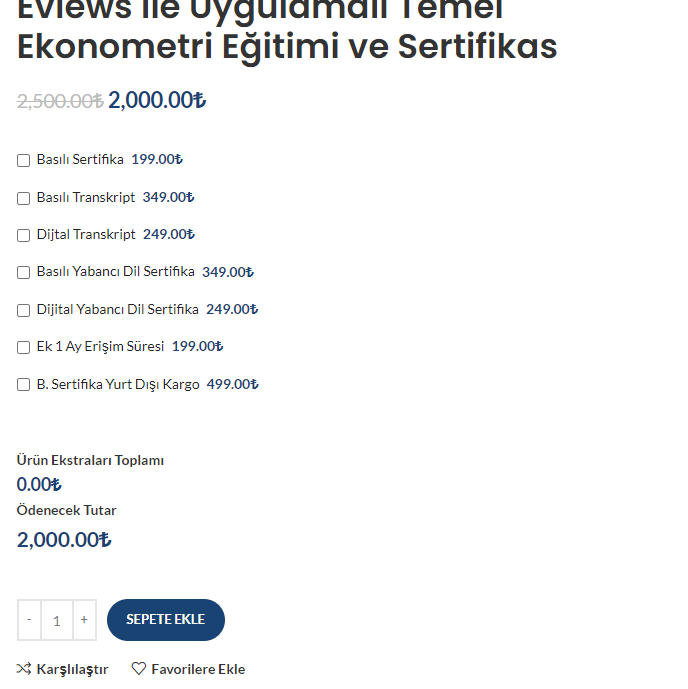 Eviews ile Uygulamalı Temel
Ekonometri Eğitimi ve Sertifikas
2,500.00₺ 2,000.00₺
Basılı Sertifika 199.00₺
Basılı Transkript 349.00₺
Dijtal Transkript 249.00₺
Basılı Yabancı Dil Sertifika 349.00₺
Dijital Yabancı Dil Sertifika 249.00₺
Ek 1 Ay Erişim Süresi 199.00₺
B. Sertifika Yurt Dışı Kargo 499.00₺
Ürün Ekstraları Toplamı
0.00₺
Ödenecek Tutar
2,000.00₺
- 1 + SEPETE EKLE
Karşlılaştır Favorilere Ekle